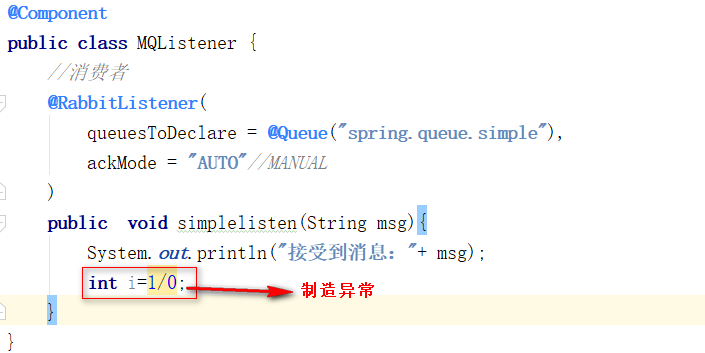 @Component
public class MQListener {
//消费者
@RabbitListener(
queuesToDeclare = @Queue("spring.queue.simple"),
ackMode = "AUTO"//MANUAL
)
public  void simplelisten(String msg){
System.out.println("接受到消息："+ msg);
int i=1/0; 制造异常
}
}